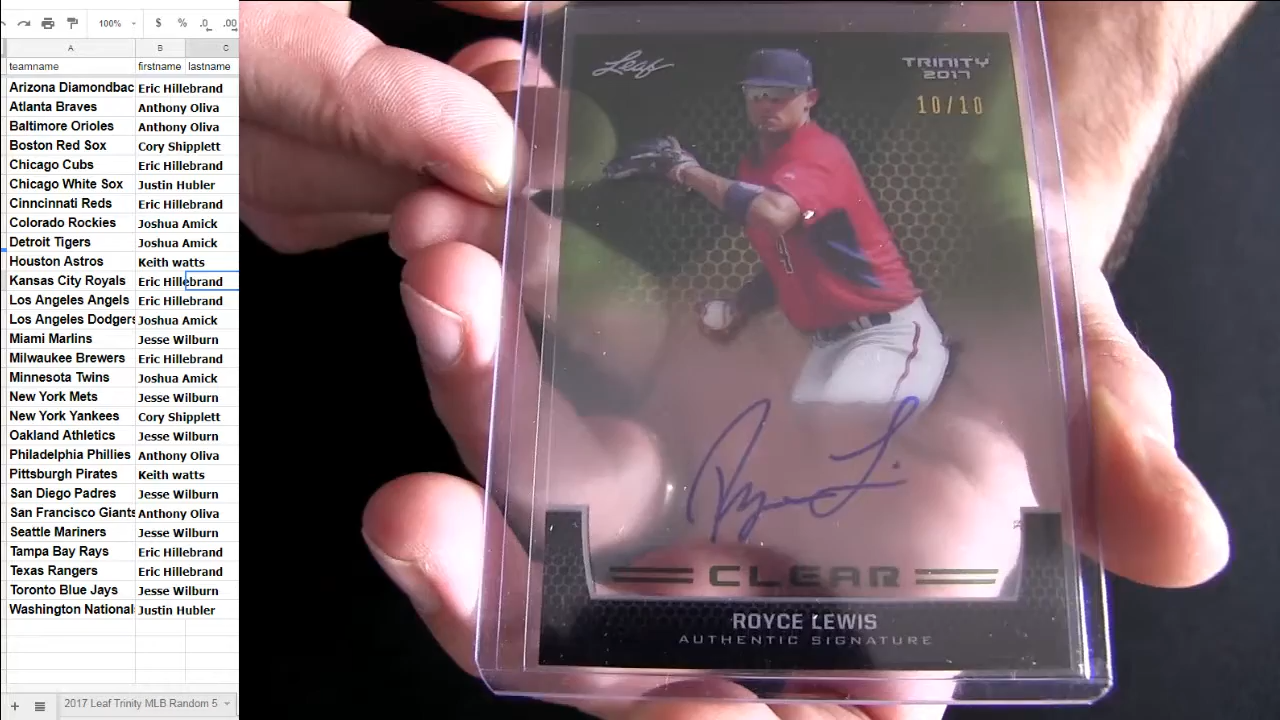 100% $ % .0 .00
A B C
teamname firstname lastname
Arizona Diamondbac Eric Hillebrand
Atlanta Braves Anthony Oliva
Baltimore Orioles Anthony Oliva
Boston Red Sox Cory Shipplett
Chicago Cubs Eric Hillebrand
Chicago White Sox Justin Hubler
Cinncinnati Reds Eric Hillebrand
Colorado Rockies Joshua Amick
Detroit Tigers Joshua Amick
Houston Astros Keith watts
Kansas City Royals Eric Hillebrand
Los Angeles Angels Eric Hillebrand
Los Angeles Dodgers Joshua Amick
Miami Marlins Jesse Wilburn
Milwaukee Brewers Eric Hillebrand
Minnesota Twins Joshua Amick
New York Mets Jesse Wilburn
New York Yankees Cory Shipplett
Oakland Athletics Jesse Wilburn
Philadelphia Phillies Anthony Oliva
Pittsburgh Pirates Keith watts
San Diego Padres Jesse Wilburn
San Francisco Giants Anthony Oliva
Seattle Mariners Jesse Wilburn
Tampa Bay Rays Eric Hillebrand
Texas Rangers Eric Hillebrand
Toronto Blue Jays Jesse Wilburn
Washington National Justin Hubler
2017 Leaf Trinity MLB Random 5
Leaf
TRINITY
2017
10/10
4
Royce L
CLEAR
ROYCE LEWIS
AUTHENTIC SIGNATURE